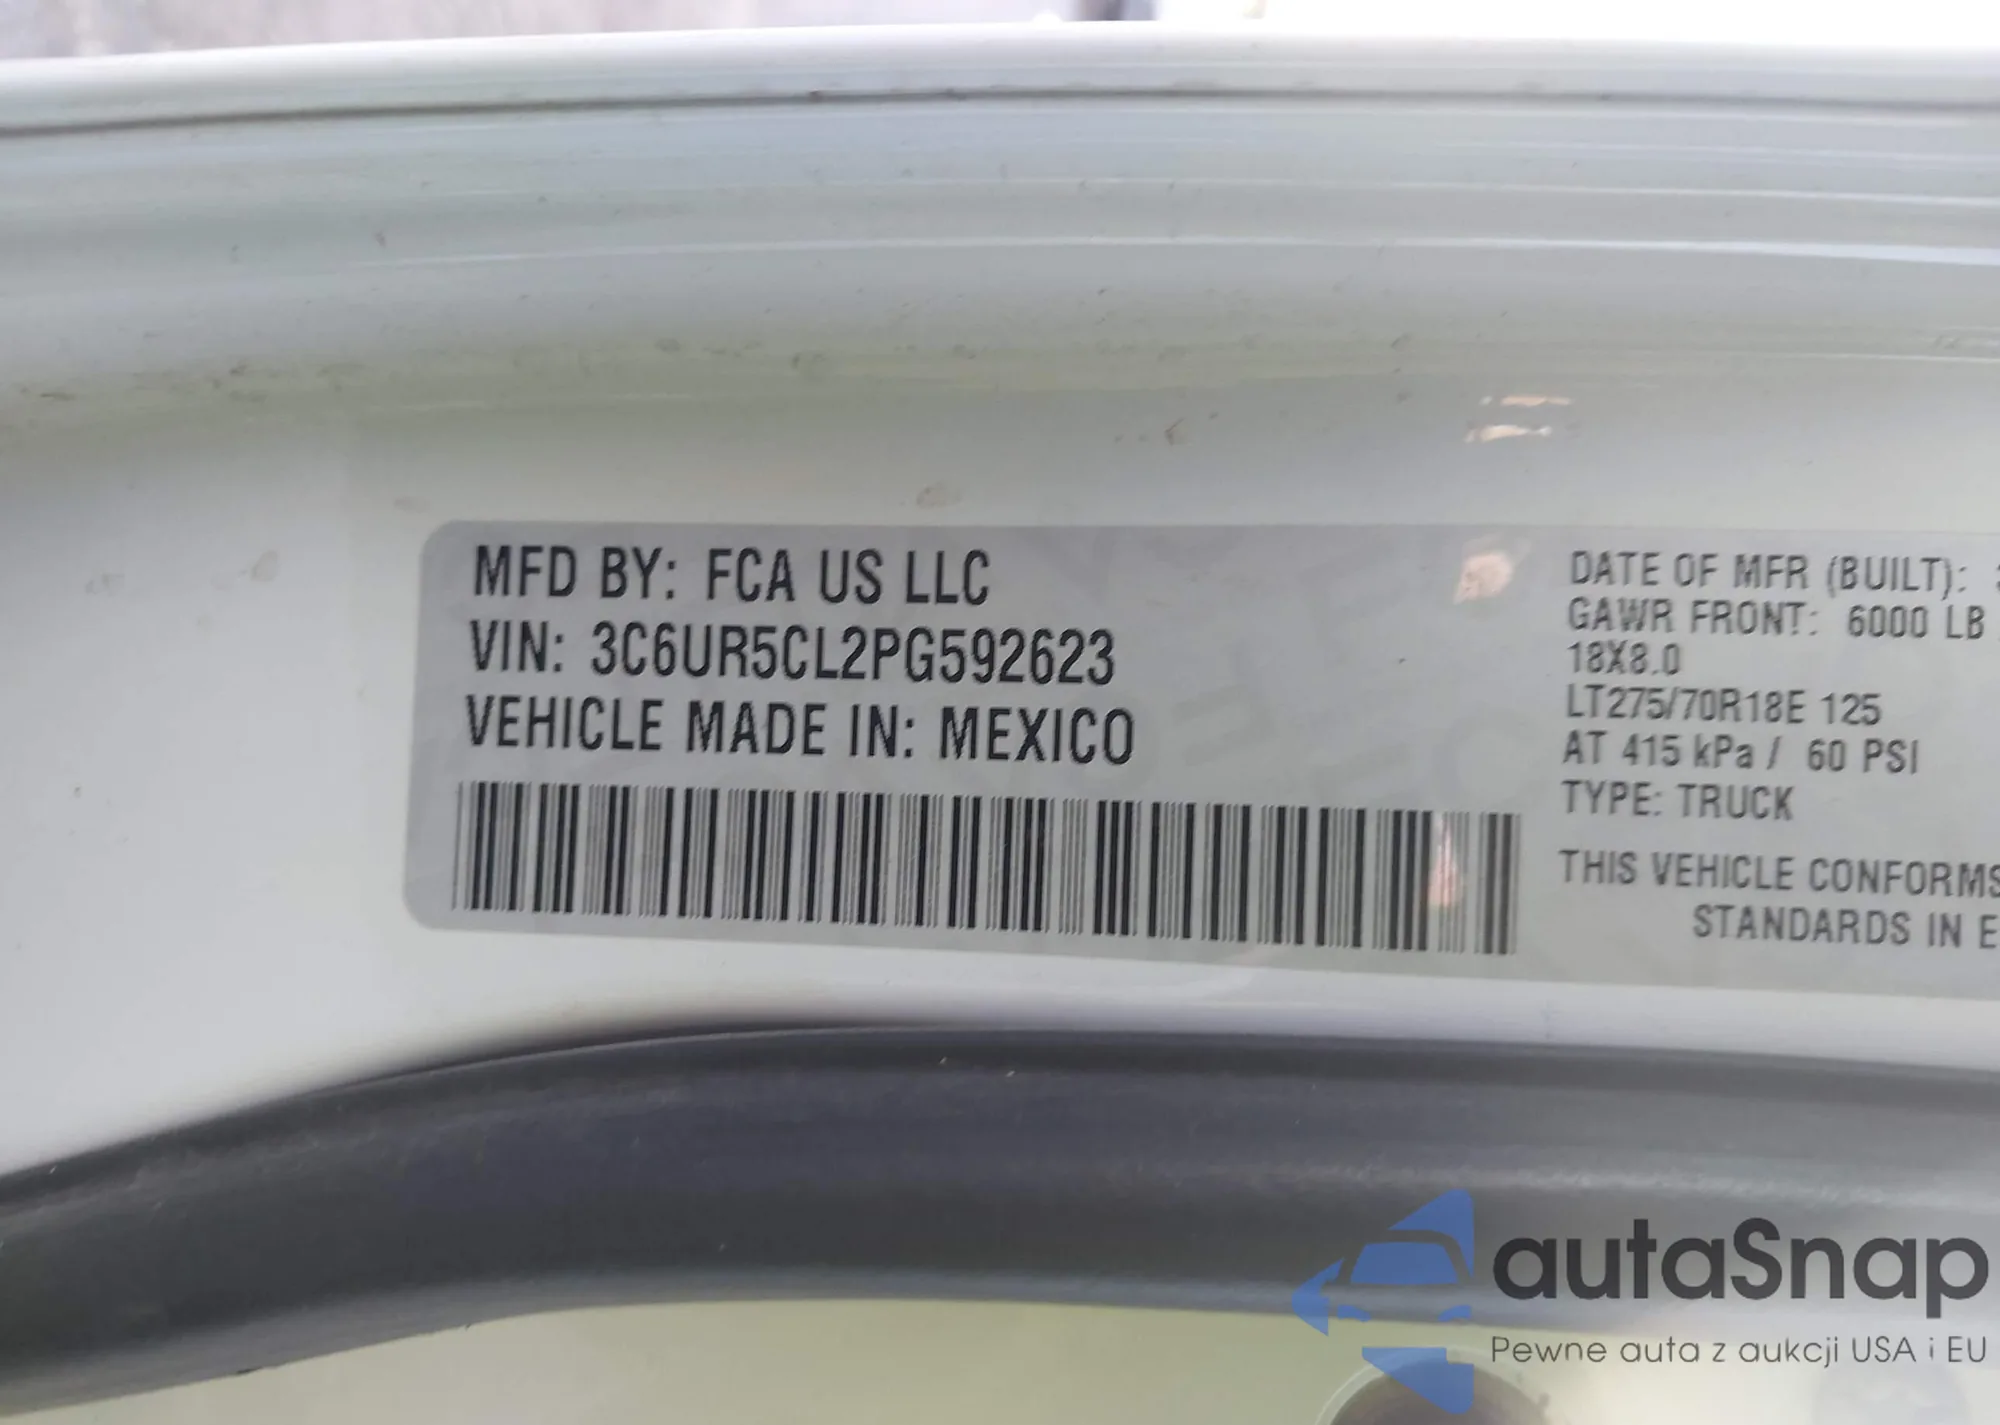 MFD BY: FCA US LLC
VIN: 3C6UR5CL2PG592623
VEHICLE MADE IN: MEXICO
DATE OF MFR (BUILT):
GAWR FRONT: 6000 LB
18X8.0
LT275/70R18E 125
AT 415 kPa / 60 PSI
TYPE: TRUCK
THIS VEHICLE CONFORMS
STANDARDS IN E
autaSnap
Pewne auta z aukcji USA i EU